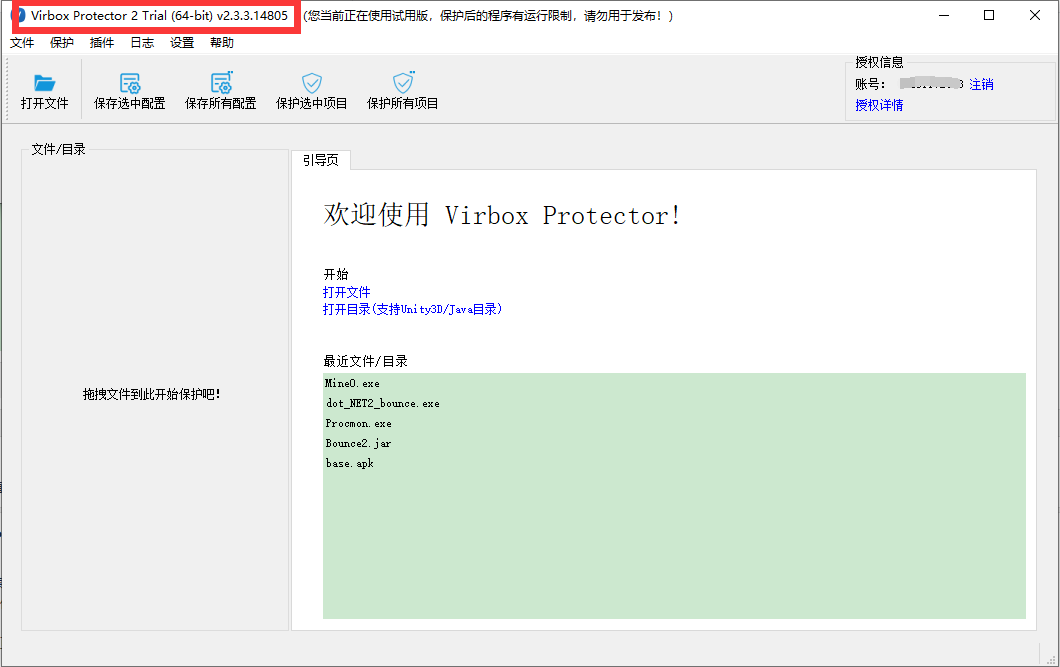 Virbox Protector 2 Trial (64-bit) v2.3.3.14805 (您当前正在使用试用版，保护后的程序有运行限制，请勿用于发布！)
文件 保护 插件 日志 设置 帮助
打开文件 保存选中配置 保存所有配置 保护选中项目 保护所有项目
授权信息
账号： 注销
授权详情
文件/目录
拖拽文件到此开始保护吧!
引导页
欢迎使用 Virbox Protector!
开始
打开文件
打开目录(支持Unity3D/Java目录)
最近文件/目录
Mine0.exe
dot_NET2_bounce.exe
Procmon.exe
Bounce2.jar
base.apk